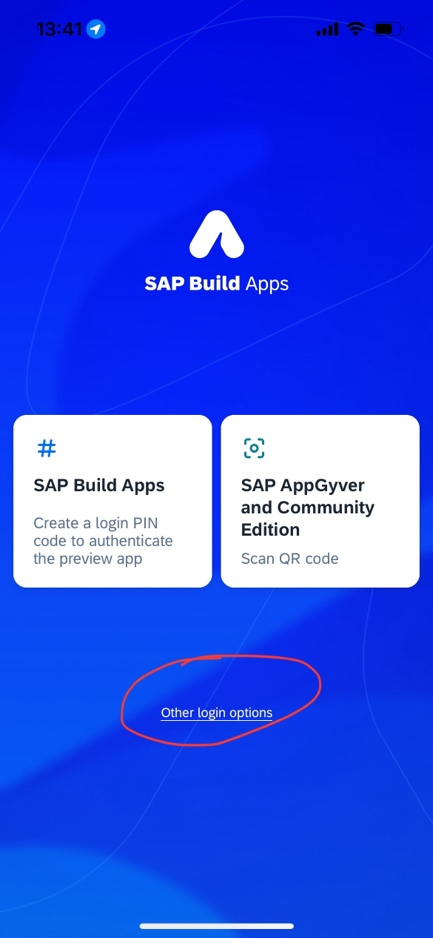 13:41
SAP Build Apps
SAP Build Apps
Create a login PIN
code to authenticate
the preview app
SAP AppGyver
and Community
Edition
Scan QR code
Other login options